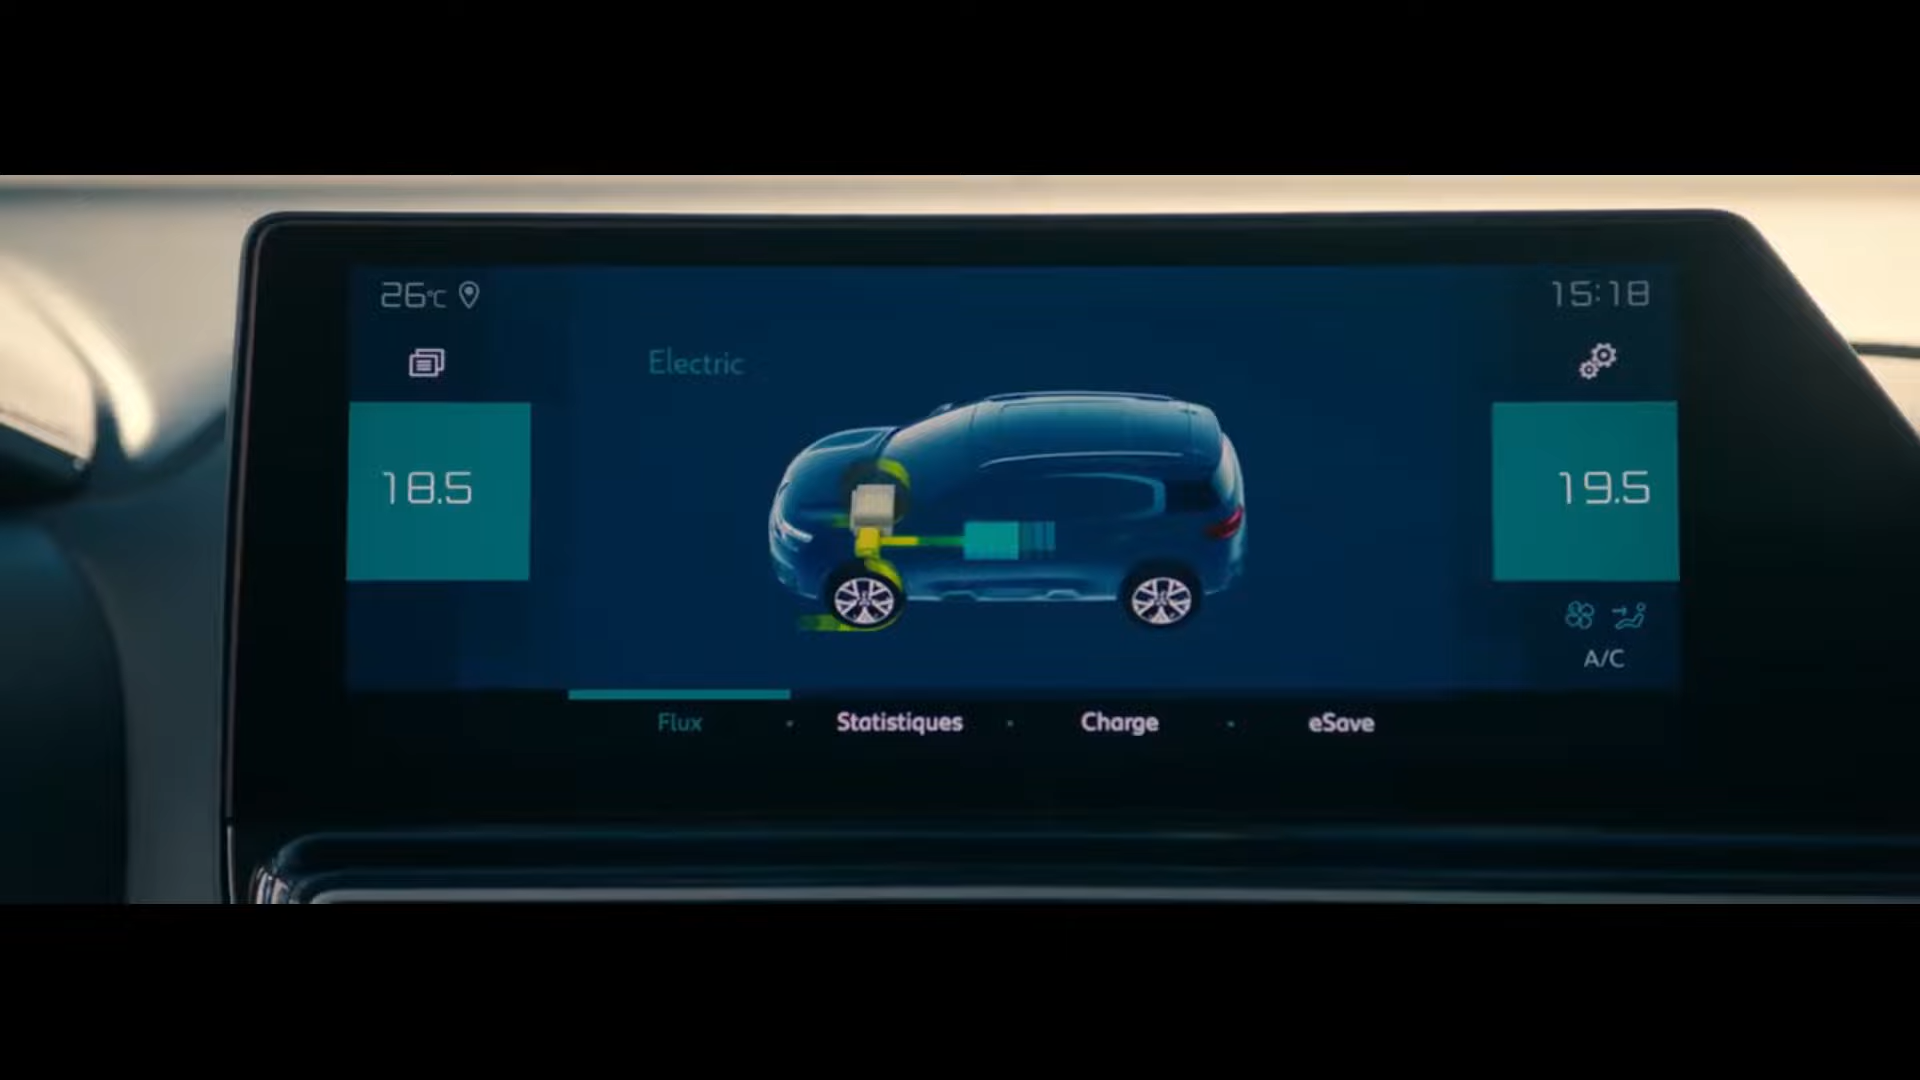 26°C
15:18
Electric
18.5
19.5
A/C
Flux · Statistiques · Charge · eSave